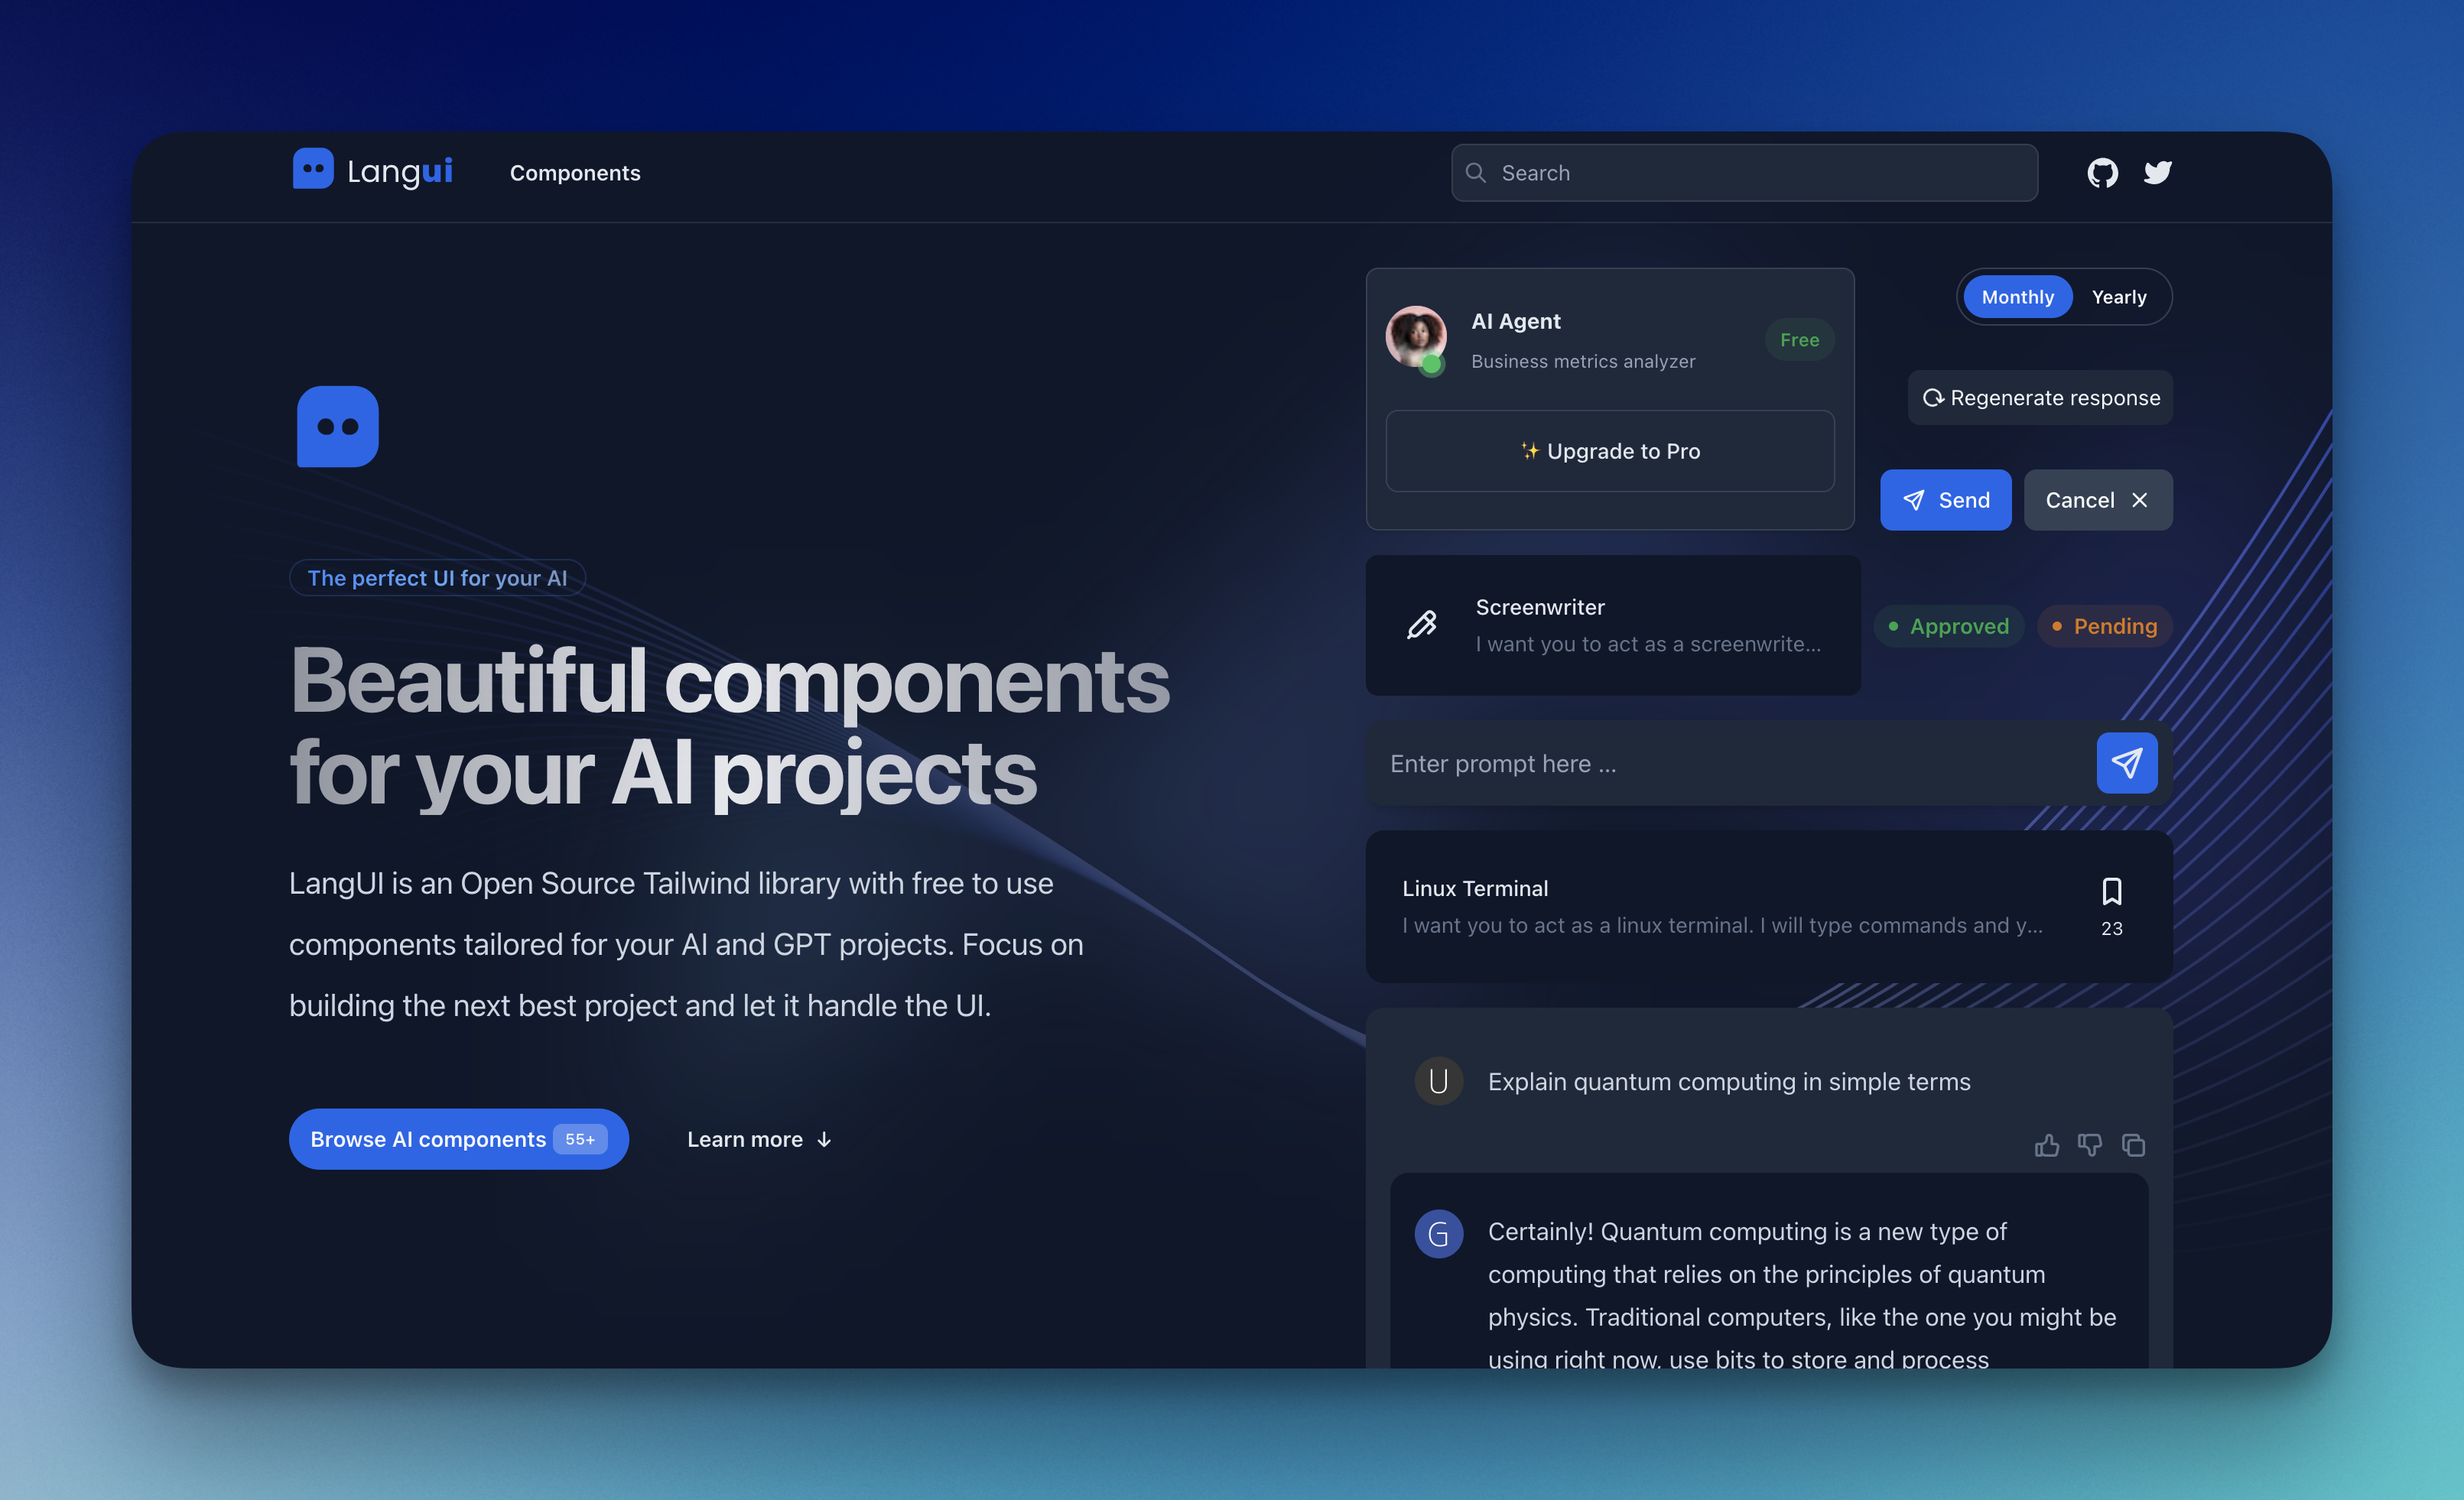 Langui
Components
Search
The perfect UI for your AI
Beautiful components
for your AI projects
LangUI is an Open Source Tailwind library with free to use
components tailored for your AI and GPT projects. Focus on
building the next best project and let it handle the UI.
Browse AI components 55+
Learn more ↓
AI Agent
Business metrics analyzer
Free
✨ Upgrade to Pro
Monthly
Yearly
Regenerate response
Send
Cancel
Screenwriter
I want you to act as a screenwrite...
Approved
Pending
Enter prompt here ...
Linux Terminal
I want you to act as a linux terminal. I will type commands and y...
23
U
Explain quantum computing in simple terms
G
Certainly! Quantum computing is a new type of
computing that relies on the principles of quantum
physics. Traditional computers, like the one you might be
using right now, use bits to store and process